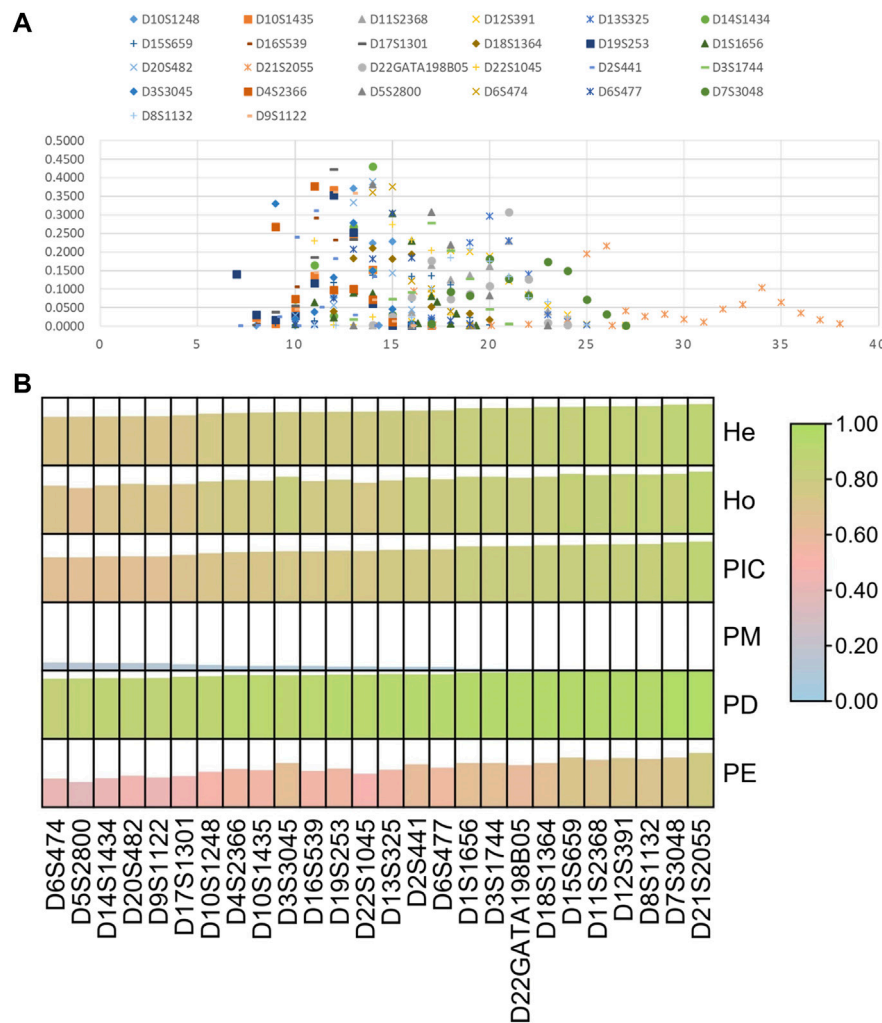 A
D10S1248 D10S1435 D11S2368 D12S391 D13S325 D14S1434
D15S659 D16S539 D17S1301 D18S1364 D19S253 D1S1656
D20S482 D21S2055 D22GATA198B05 D22S1045 D2S441 D3S1744
D3S3045 D4S2366 D5S2800 D6S474 D6S477 D7S3048
D8S1132 D9S1122
0.5000
0.4500
0.4000
0.3500
0.3000
0.2500
0.2000
0.1500
0.1000
0.0500
0.0000
0 5 10 15 20 25 30 35 40
B
He
Ho
PIC
PM
PD
PE
1.00
0.80
0.60
0.40
0.20
0.00
D6S474
D5S2800
D14S1434
D20S482
D9S1122
D17S1301
D10S1248
D4S2366
D10S1435
D3S3045
D16S539
D19S253
D22S1045
D13S325
D2S441
D6S477
D1S1656
D3S1744
D22GATA198B05
D18S1364
D15S659
D11S2368
D12S391
D8S1132
D7S3048
D21S2055